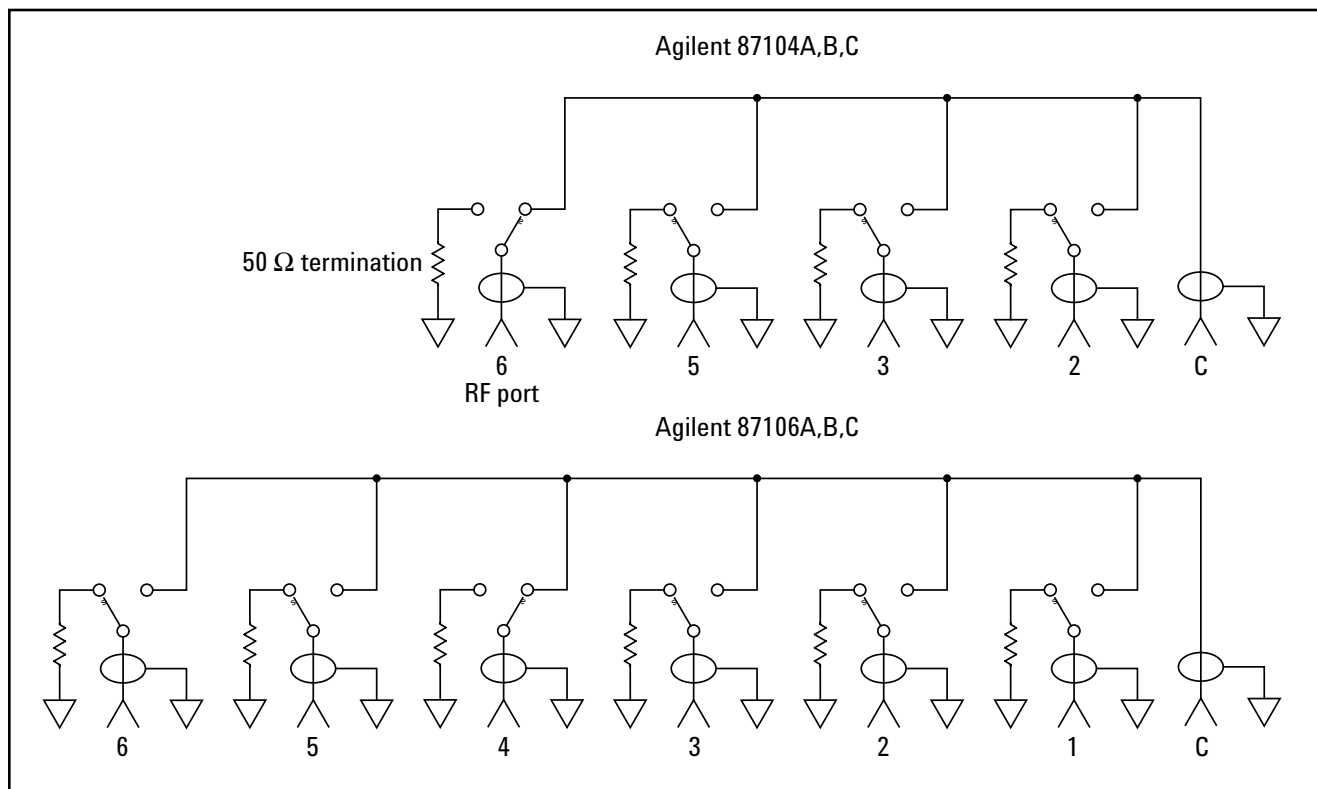 Agilent 87104A,B,C
50 Ω termination
6 5 3 2 C
RF port
Agilent 87106A,B,C
6 5 4 3 2 1 C